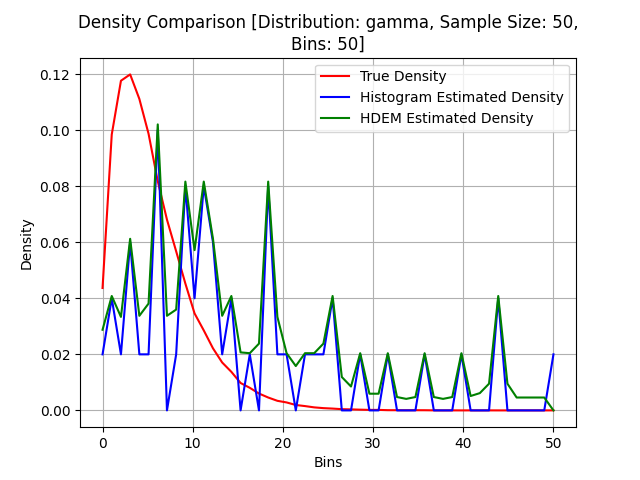 Density Comparison [Distribution: gamma, Sample Size: 50,
Bins: 50]
True Density
Histogram Estimated Density
HDEM Estimated Density
Density
0.12
0.10
0.08
0.06
0.04
0.02
0.00
0
10
20
30
40
50
Bins